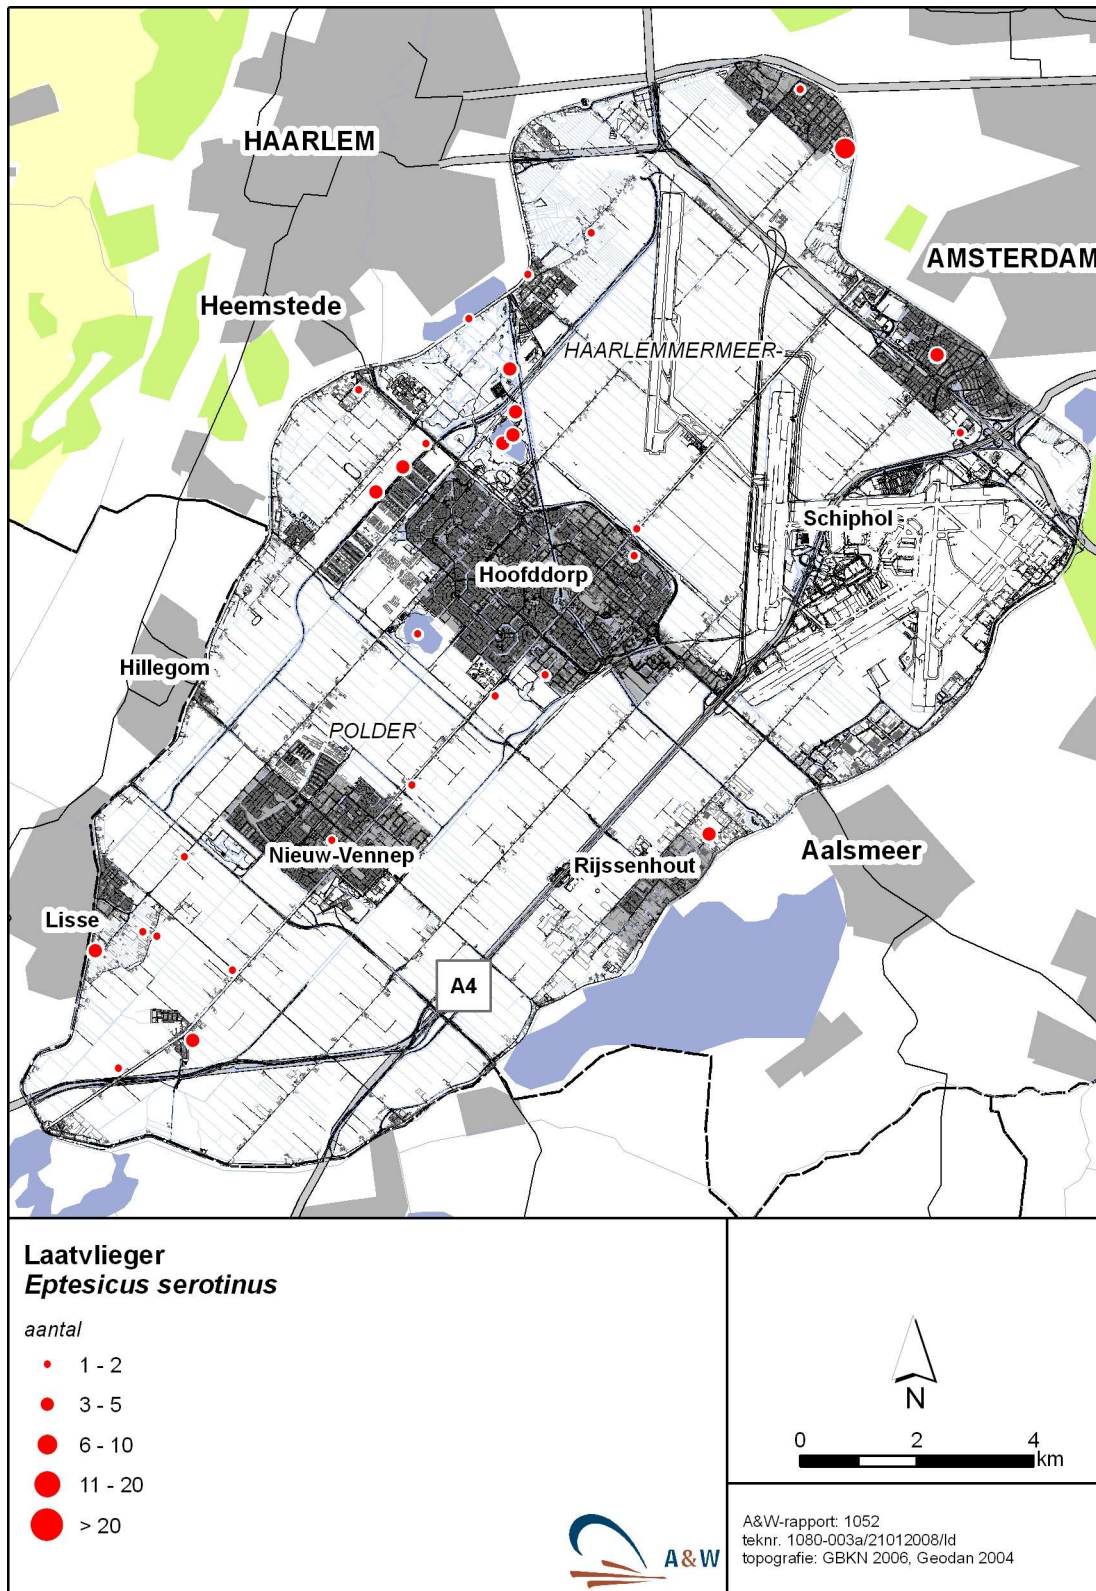 HAARLEM
AMSTERDAM
Heemstede
HAARLEMMERMEER-
Schiphol
Hoofddorp
Hillegom
POLDER
Nieuw-Vennep
Rijssenhout
Aalsmeer
Lisse
A4
Laatvlieger
Eptesicus serotinus
aantal
1 - 2
3 - 5
6 - 10
11 - 20
> 20
N
0 2 4
km
A&W
A&W-rapport: 1052
teknr. 1080-003a/21012008/ld
topografie: GBKN 2006, Geodan 2004